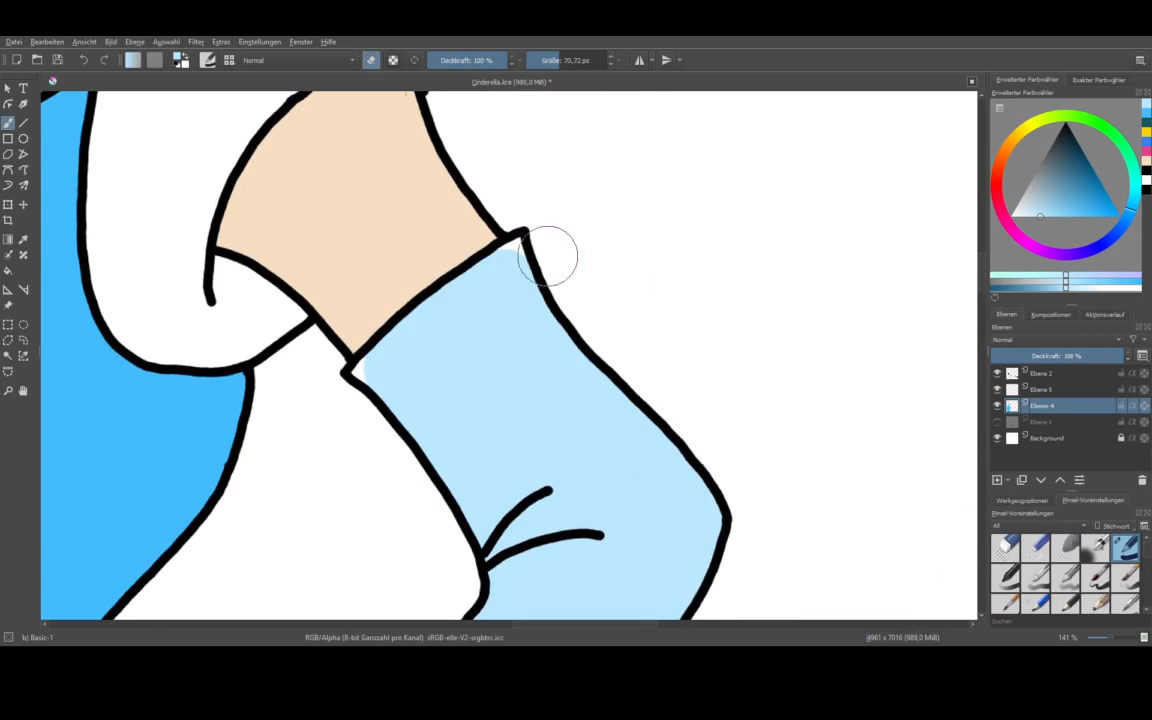 Datei Bearbeiten Ansicht Bild Ebene Auswahl Filter Extras Einstellungen Fenster Hilfe
Normal Deckkraft: 100 % Größe: 70,72 px
Cinderella.kra (989,0 MiB) *
Erweiterter Farbwähler Exakter Farbwähler
Erweiterter Farbwähler
Ebenen Kompositionen Aktionsverlauf
Ebenen
Normal
Deckkraft: 100 %
Ebene 2
Ebene 5
Ebene 4
Ebene 1
Background
Werkzeugoptionen Pinsel-Voreinstellungen
Pinsel-Voreinstellungen
All Stichwort
Suchen
b) Basic-1 RGB/Alpha (8-bit Ganzzahl pro Kanal) sRGB-elle-V2-srgbtrc.icc 4961 x 7016 (989,0 MiB) 141 %